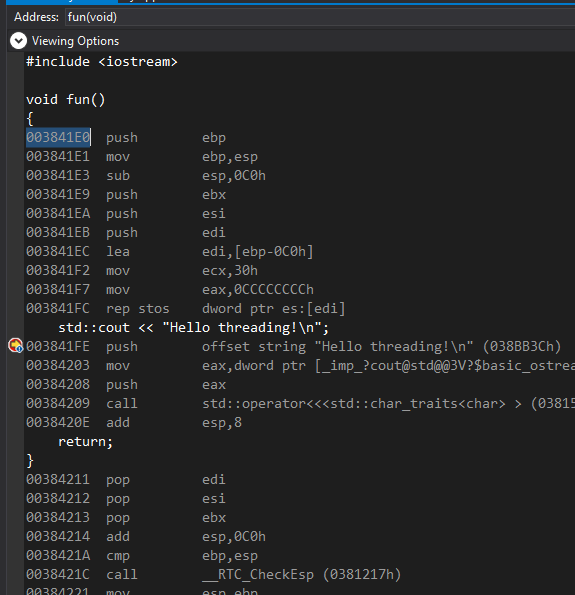 Address: fun(void)
Viewing Options
#include <iostream>
void fun()
{
003841E0 push ebp
003841E1 mov ebp,esp
003841E3 sub esp,0C0h
003841E9 push ebx
003841EA push esi
003841EB push edi
003841EC lea edi,[ebp-0C0h]
003841F2 mov ecx,30h
003841F7 mov eax,0CCCCCCCCh
003841FC rep stos dword ptr es:[edi]
std::cout << "Hello threading!\n";
003841FE push offset string "Hello threading!\n" (038BB3Ch)
00384203 mov eax,dword ptr [_imp_?cout@std@@3V?$basic_ostrea
00384208 push eax
00384209 call std::operator<<<std::char_traits<char> > (03815
0038420E add esp,8
return;
}
00384211 pop edi
00384212 pop esi
00384213 pop ebx
00384214 add esp,0C0h
0038421A cmp ebp,esp
0038421C call __RTC_CheckEsp (0381217h)
00384221 mov esp,ebp